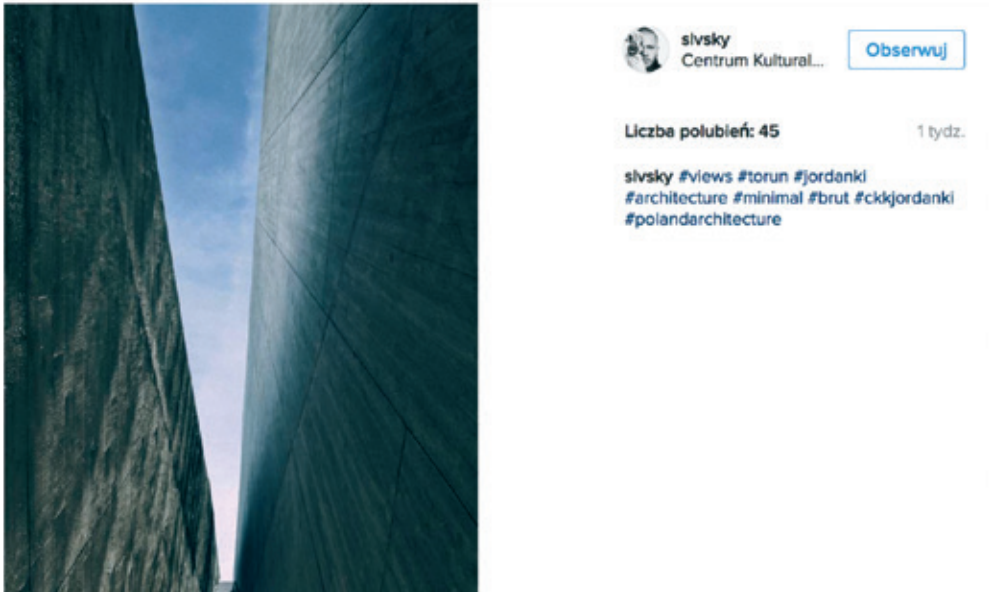 slvsky
Centrum Kultural...
Obserwuj
Liczba polubień: 45
1 tydz.
slvsky #views #torun #jordanki
#architecture #minimal #brut #ckkjordanki
#polandarchitecture